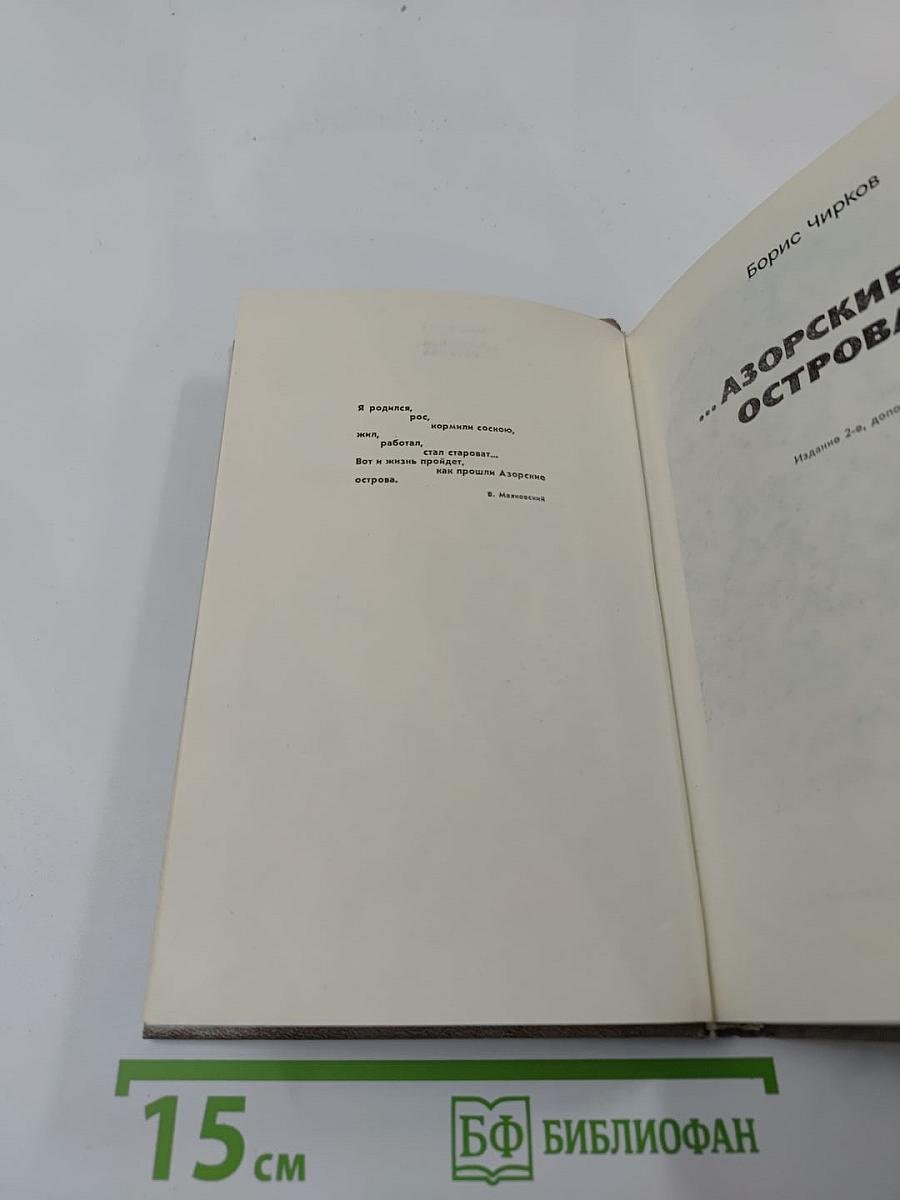 Я родился,
рос,
кормили соскою,
жил,
работал,
стал староват...
Вот и жизнь пройдет,
как прошли Азорские
острова.
В. Маяковский
Борис Чирков
...АЗОРСКИЕ
ОСТРОВА
Издание 2-е,
15 см
БФ БИБЛИОФАН